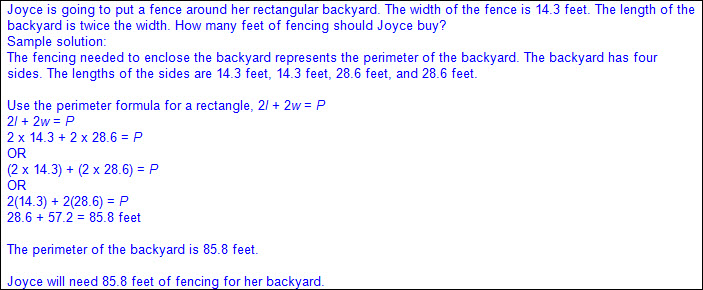 Joyce is going to put a fence around her rectangular backyard. The width of the fence is 14.3 feet. The length of the
backyard is twice the width. How many feet of fencing should Joyce buy?
Sample solution:
The fencing needed to enclose the backyard represents the perimeter of the backyard. The backyard has four
sides. The lengths of the sides are 14.3 feet, 14.3 feet, 28.6 feet, and 28.6 feet.
Use the perimeter formula for a rectangle, 2l + 2w = P
2l + 2w = P
2 x 14.3 + 2 x 28.6 = P
OR
(2 x 14.3) + (2 x 28.6) = P
OR
2(14.3) + 2(28.6) = P
28.6 + 57.2 = 85.8 feet
The perimeter of the backyard is 85.8 feet.
Joyce will need 85.8 feet of fencing for her backyard.